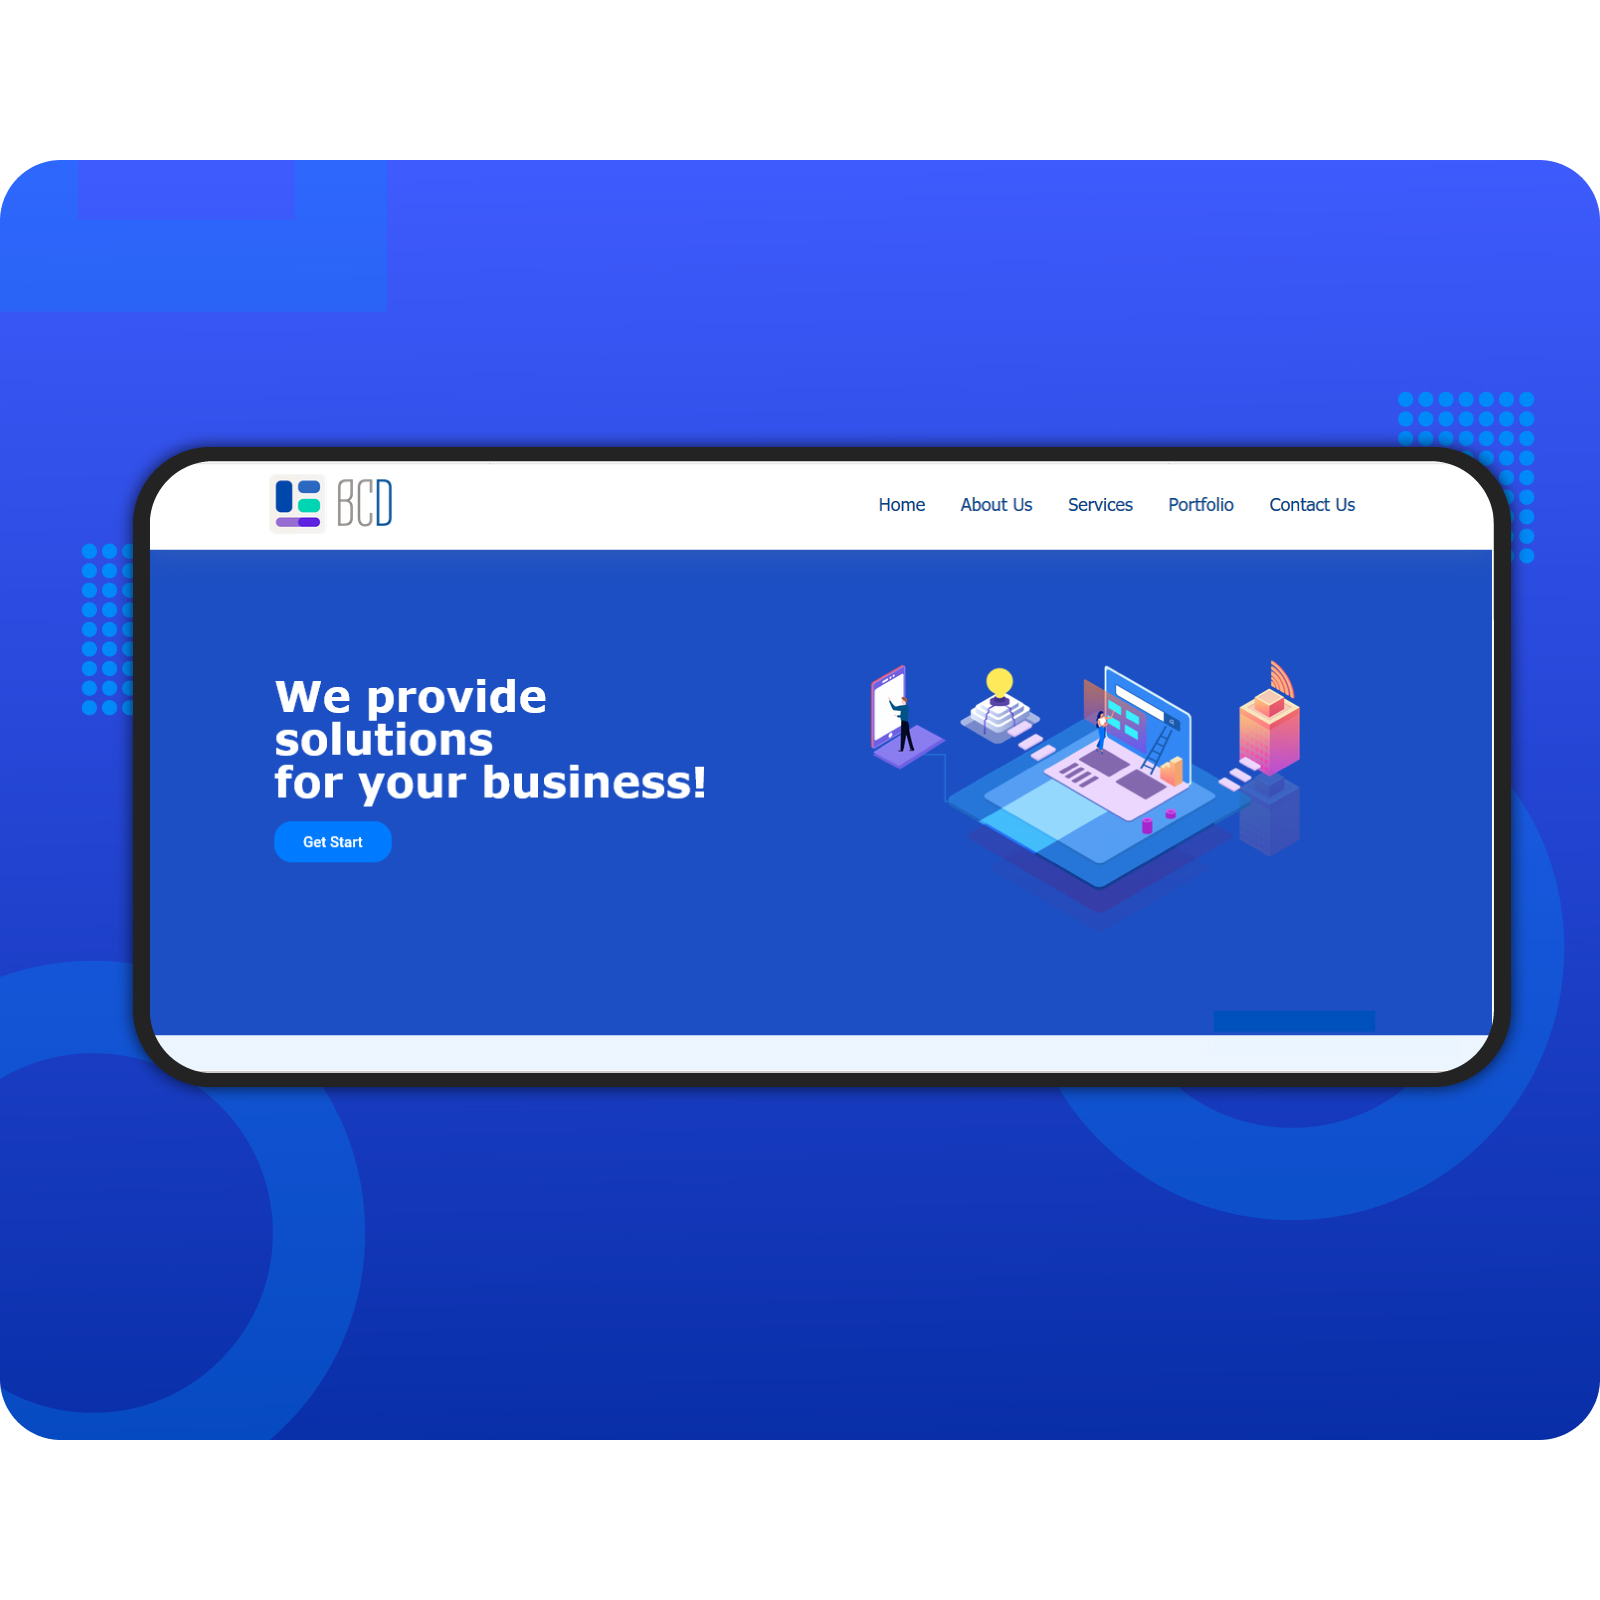 BCD
Home About Us Services Portfolio Contact Us
We provide
solutions
for your business!
Get Start